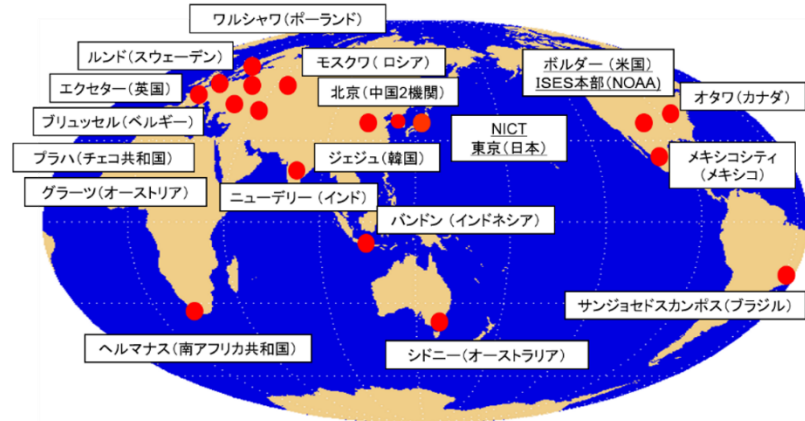 ワルシャワ(ポーランド)
ルンド(スウェーデン)
モスクワ( ロシア)
ボルダー (米国)
ISES本部(NOAA)
エクセター(英国)
北京(中国2機関)
オタワ(カナダ)
ブリュッセル(ベルギー)
NICT
東京(日本)
プラハ(チェコ共和国)
ジェジュ(韓国)
メキシコシティ
(メキシコ)
グラーツ(オーストリア)
ニューデリー (インド)
バンドン (インドネシア)
サンジョセドスカンポス(ブラジル)
ヘルマナス(南アフリカ共和国)
シドニー(オーストラリア)